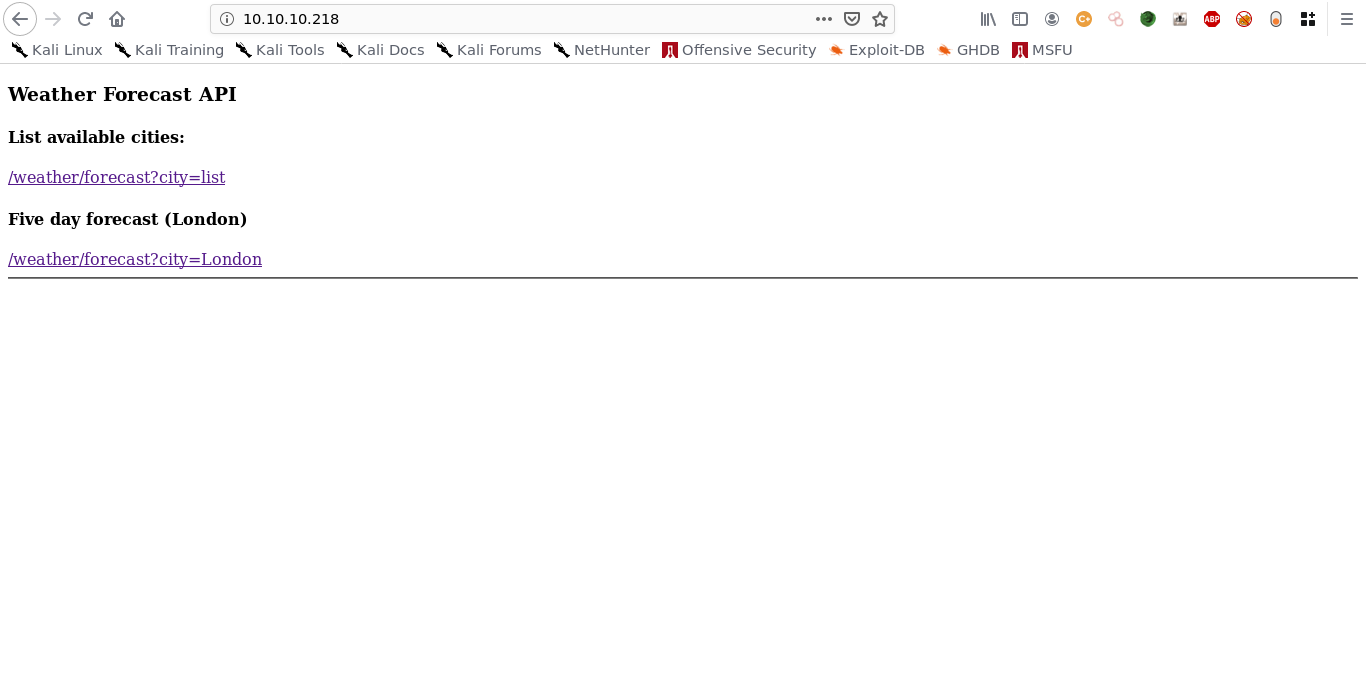 10.10.10.218
Kali Linux Kali Training Kali Tools Kali Docs Kali Forums NetHunter Offensive Security Exploit-DB GHDB MSFU
Weather Forecast API
List available cities:
/weather/forecast?city=list
Five day forecast (London)
/weather/forecast?city=London